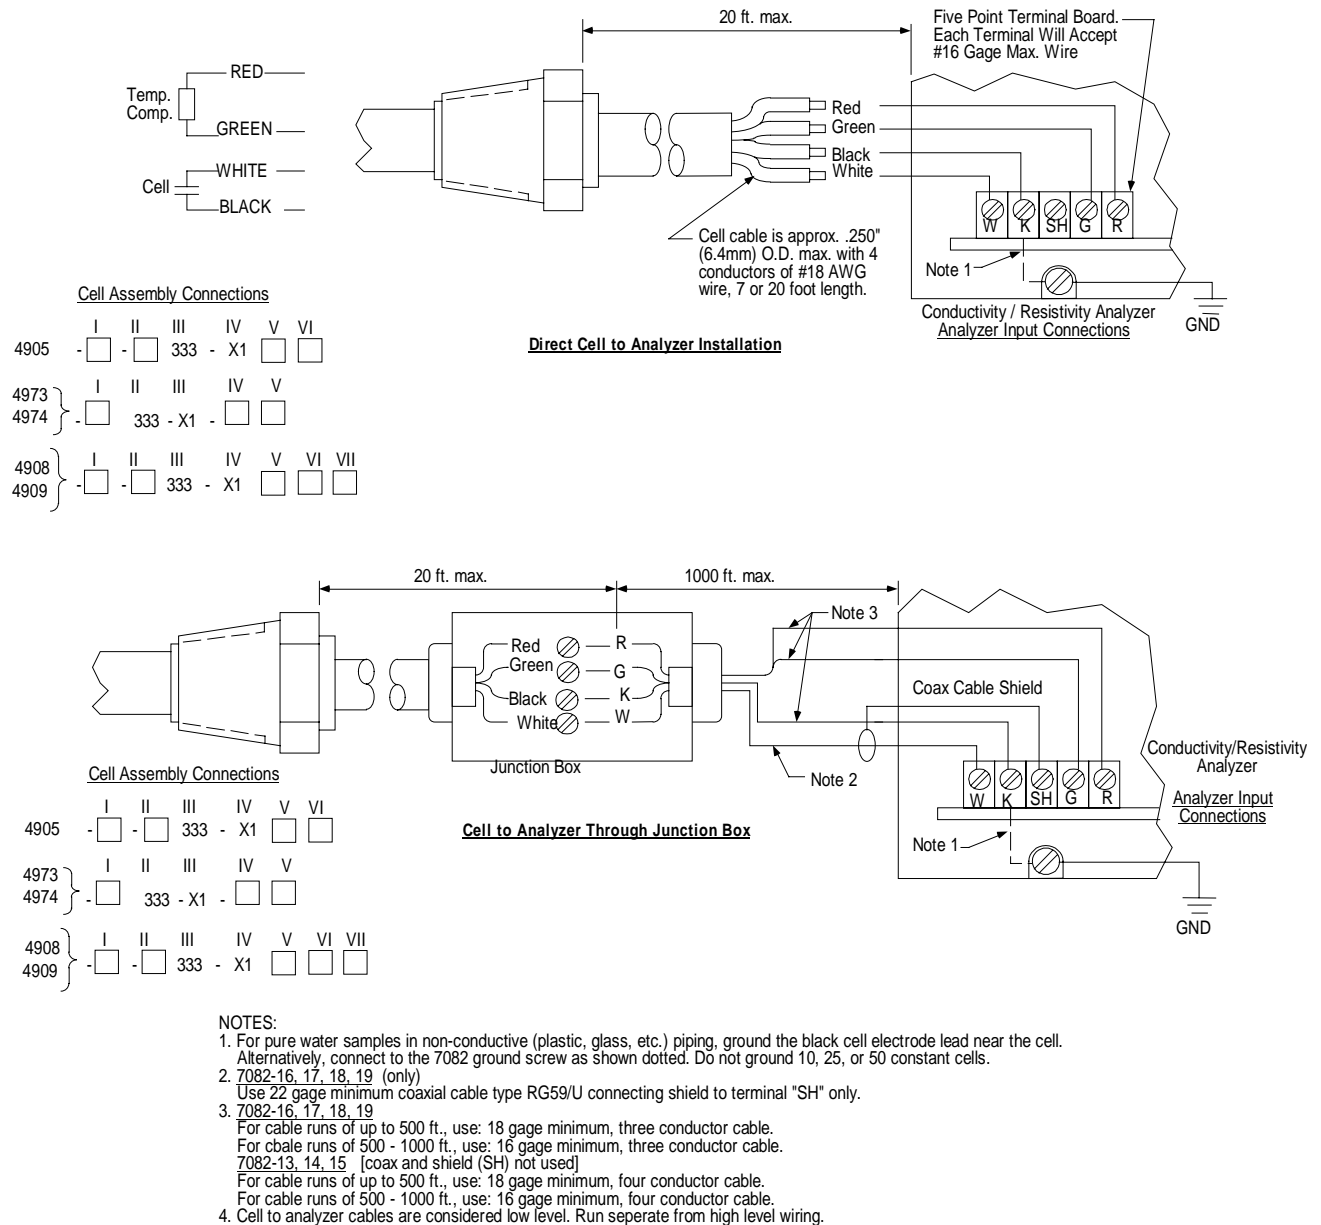 20 ft. max.
Five Point Terminal Board.
Each Terminal Will Accept
#16 Gage Max. Wire
RED
Temp.
Comp.
GREEN
WHITE
Cell
BLACK
Red
Green
Black
White
W K SH G R
Cell cable is approx. .250"
(6.4mm) O.D. max. with 4
conductors of #18 AWG
wire, 7 or 20 foot length.
Note 1
Conductivity / Resistivity Analyzer
Analyzer Input Connections
GND
Cell Assembly Connections
Direct Cell to Analyzer Installation
I II III IV V VI
4905 - - 333 - X1
I II III IV V
4973
4974 - 333 - X1 -
I II III IV V VI VII
4908
4909 - - 333 - X1
20 ft. max.
1000 ft. max.
Note 3
Red R
Green G
Black K
White W
Junction Box
Coax Cable Shield
Note 2
W K SH G R
Conductivity/Resistivity
Analyzer
Analyzer Input
Connections
Note 1
GND
Cell Assembly Connections
Cell to Analyzer Through Junction Box
I II III IV V VI
4905 - - 333 - X1
I II III IV V
4973
4974 - 333 - X1 -
I II III IV V VI VII
4908
4909 - - 333 - X1
NOTES:
1. For pure water samples in non-conductive (plastic, glass, etc.) piping, ground the black cell electrode lead near the cell.
Alternatively, connect to the 7082 ground screw as shown dotted. Do not ground 10, 25, or 50 constant cells.
2. 7082-16, 17, 18, 19 (only)
Use 22 gage minimum coaxial cable type RG59/U connecting shield to terminal "SH" only.
3. 7082-16, 17, 18, 19
For cable runs of up to 500 ft., use: 18 gage minimum, three conductor cable.
For cbale runs of 500 - 1000 ft., use: 16 gage minimum, three conductor cable.
7082-13, 14, 15 [coax and shield (SH) not used]
For cable runs of up to 500 ft., use: 18 gage minimum, four conductor cable.
For cable runs of 500 - 1000 ft., use: 16 gage minimum, four conductor cable.
4. Cell to analyzer cables are considered low level. Run seperate from high level wiring.